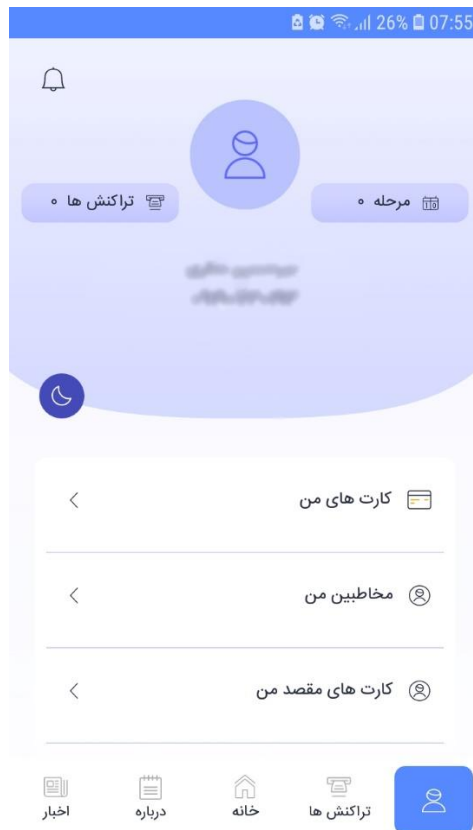 26% 07:55
مرحله ۰
تراکنش ها ۰
کارت های من
مخاطبین من
کارت های مقصد من
تراکنش ها
خانه
درباره
اخبار